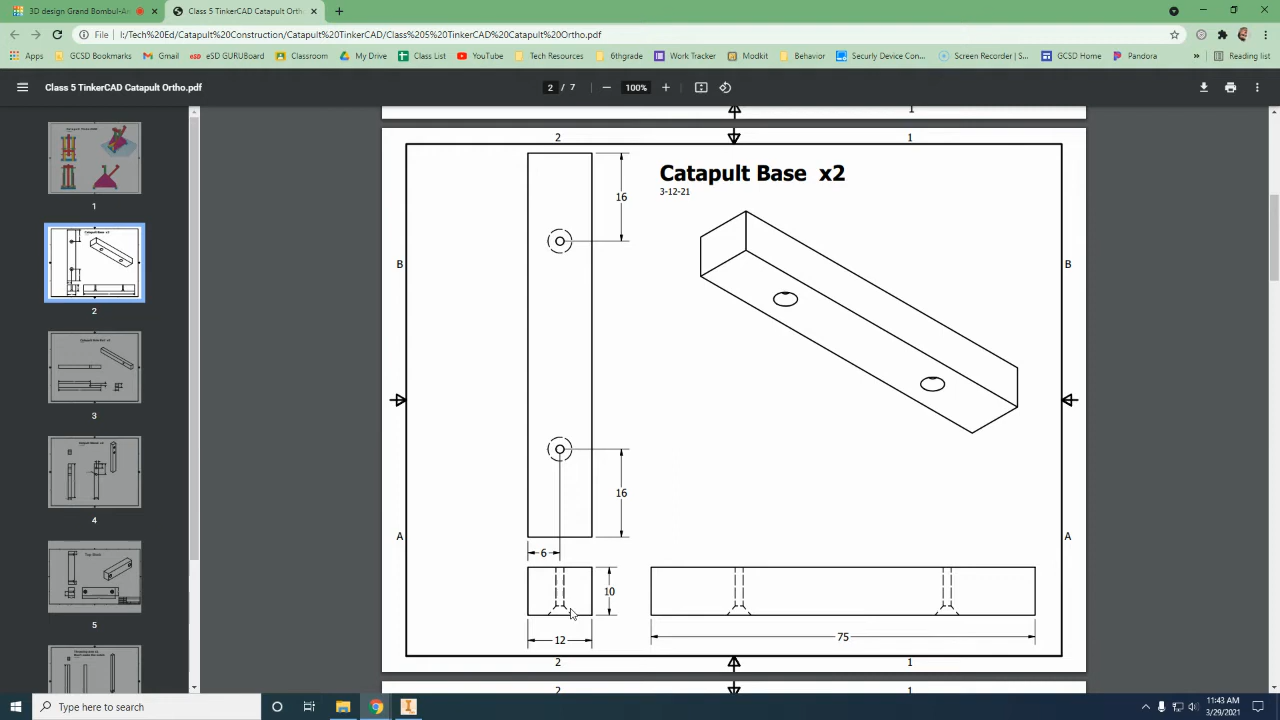 3D design Grand Bombul-An
Class 5 TinkerCAD Catapult Orth
File
I:/Tech%20Ed/Catapult%20Construction/TinkerCAD/Class%205%20TinkerCAD%20Catapult%20Ortho.pdf
Apps
GCSD Bookmarks
Gmail
eSD GURUBoard
Classroom
My Drive
Class List
YouTube
Tech Resources
6thgrade
Work Tracker
Modkit
Behavior
Securly Device Con...
Screen Recorder | S...
GCSD Home
Pandora
»
Reading list
Class 5 TinkerCAD Catapult Ortho.pdf
2 / 7
100%
1
2
3
4
5
1
2
1
Catapult Base x2
3-12-21
16
B
B
16
A
A
6
10
12
75
2
1
2
Type here to search
11:43 AM
3/29/2021